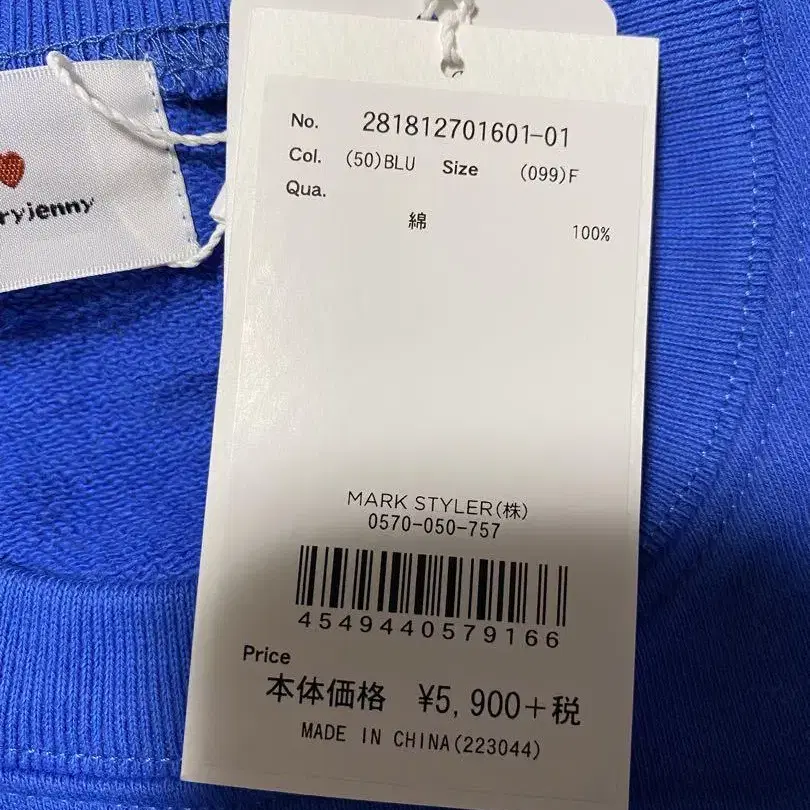 ryjenny
No. 281812701601-01
Col. (50)BLU Size (099)F
Qua.
綿 100%
MARK STYLER(株)
0570-050-757
4549440579166
Price
本体価格 ¥5,900+税
MADE IN CHINA(223044)